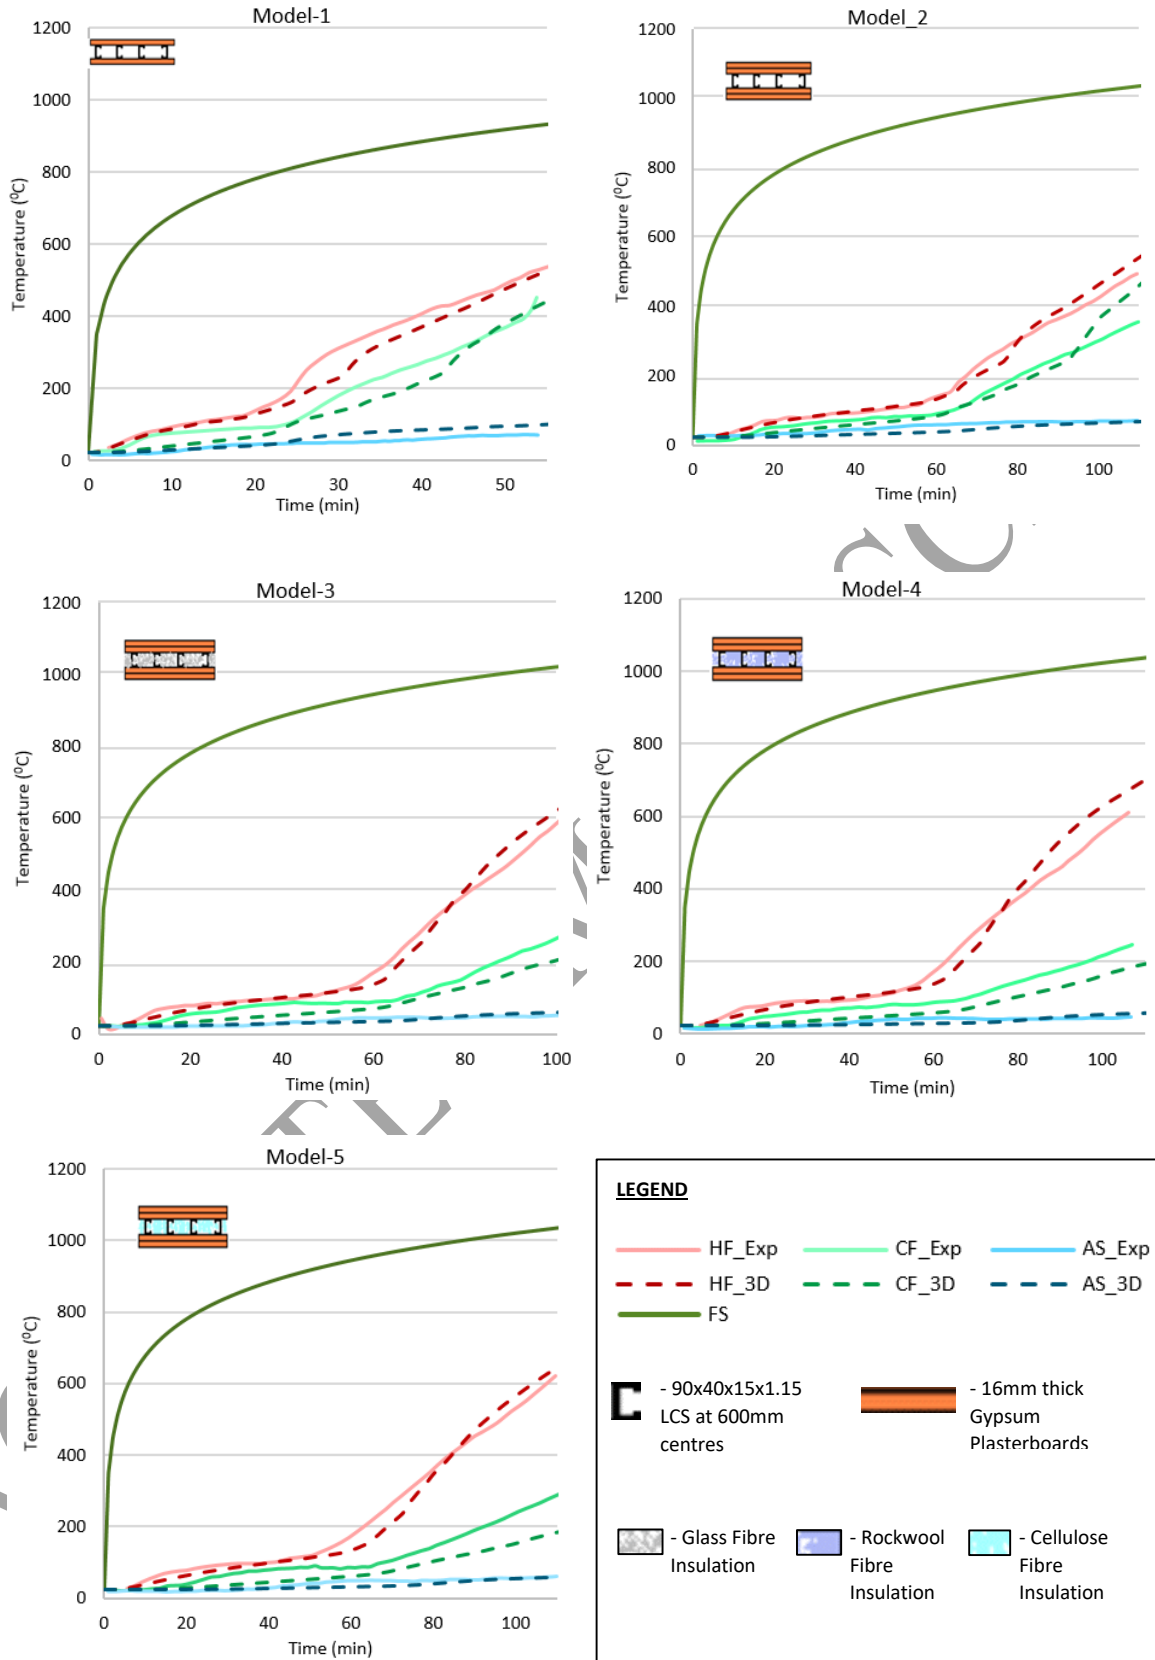 Model-1
1200
1000
800
600
400
200
0
Temperature (⁰C)
0 10 20 30 40 50
Time (min)
Model_2
1200
1000
800
600
400
200
0
Temperature (⁰C)
0 20 40 60 80 100
Time (min)
Model-3
1200
1000
800
600
400
200
0
Temperature (⁰C)
0 20 40 60 80 100
Time (min)
Model-4
1200
1000
800
600
400
200
0
Temperature (⁰C)
0 20 40 60 80 100
Time (min)
Model-5
1200
1000
800
600
400
200
0
Temperature (⁰C)
0 20 40 60 80 100
Time (min)
LEGEND
HF_Exp CF_Exp AS_Exp
HF_3D CF_3D AS_3D
FS
- 90x40x15x1.15
LCS at 600mm
centres
- 16mm thick
Gypsum
Plasterboards
- Glass Fibre
Insulation
- Rockwool
Fibre
Insulation
- Cellulose
Fibre
Insulation